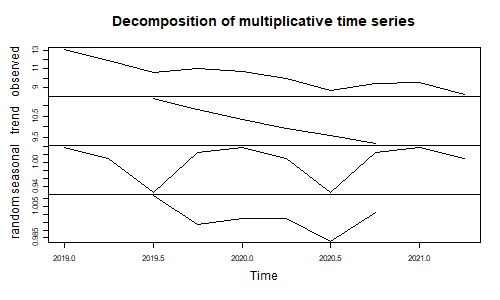 Decomposition of multiplicative time series
observed
13
11
9
trend
10.5
9.5
seasonal
1.00
0.94
random
1.005
0.985
2019.0 2019.5 2020.0 2020.5 2021.0
Time